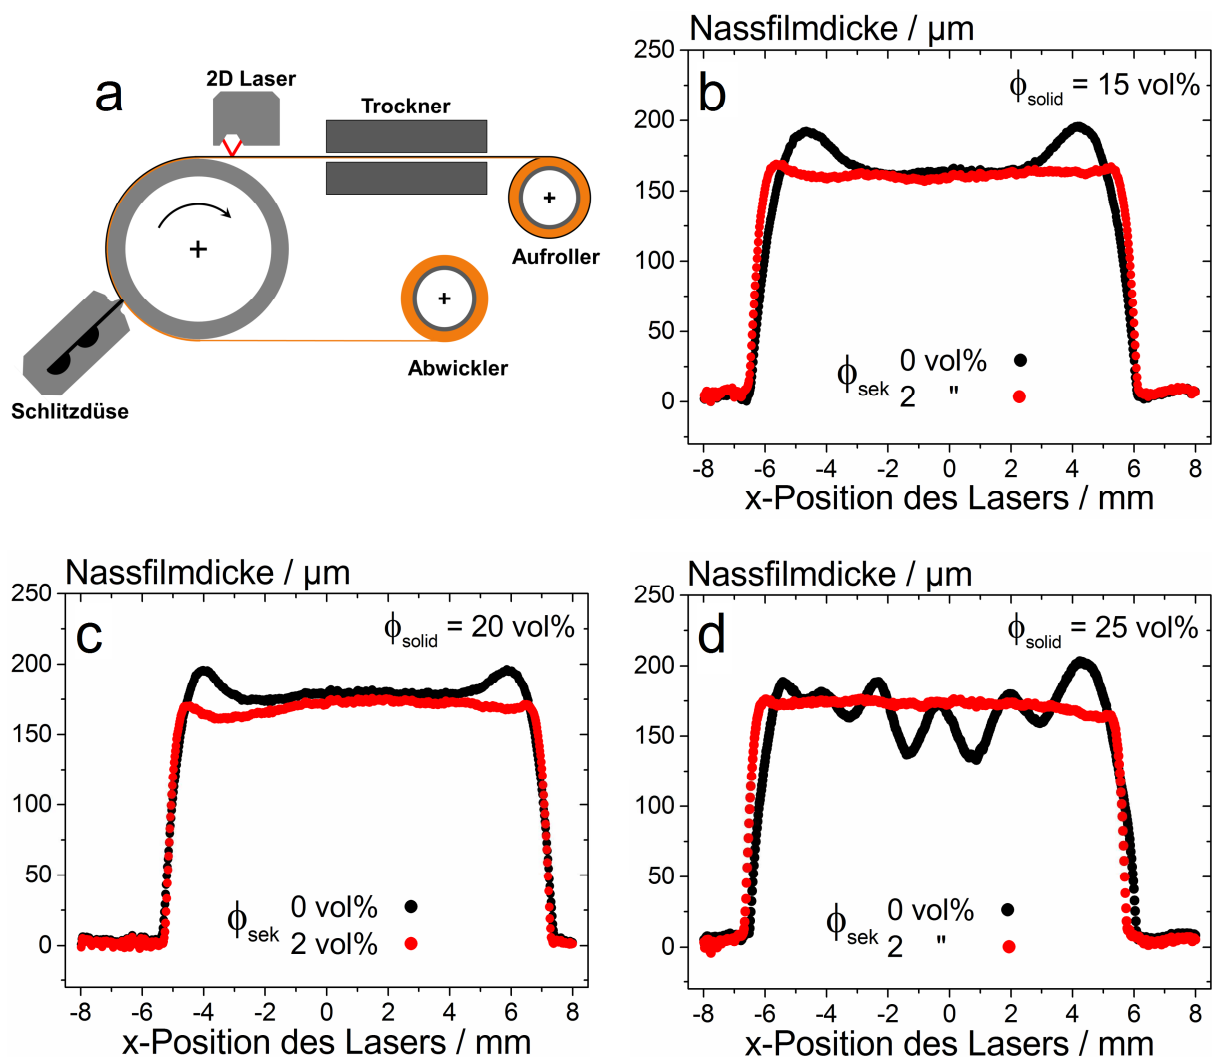 a
2D Laser
Trockner
Aufroller
Abwickler
Schlitzdüse
Nassfilmdicke / µm
b
ϕsolid = 15 vol%
250
200
150
100
50
0
ϕsek 0 vol%
2 "
-8 -6 -4 -2 0 2 4 6 8
x-Position des Lasers / mm
Nassfilmdicke / µm
c
ϕsolid = 20 vol%
250
200
150
100
50
0
ϕsek 0 vol%
2 vol%
-8 -6 -4 -2 0 2 4 6 8
x-Position des Lasers / mm
Nassfilmdicke / µm
d
ϕsolid = 25 vol%
250
200
150
100
50
0
ϕsek 0 vol%
2 "
-8 -6 -4 -2 0 2 4 6 8
x-Position des Lasers / mm